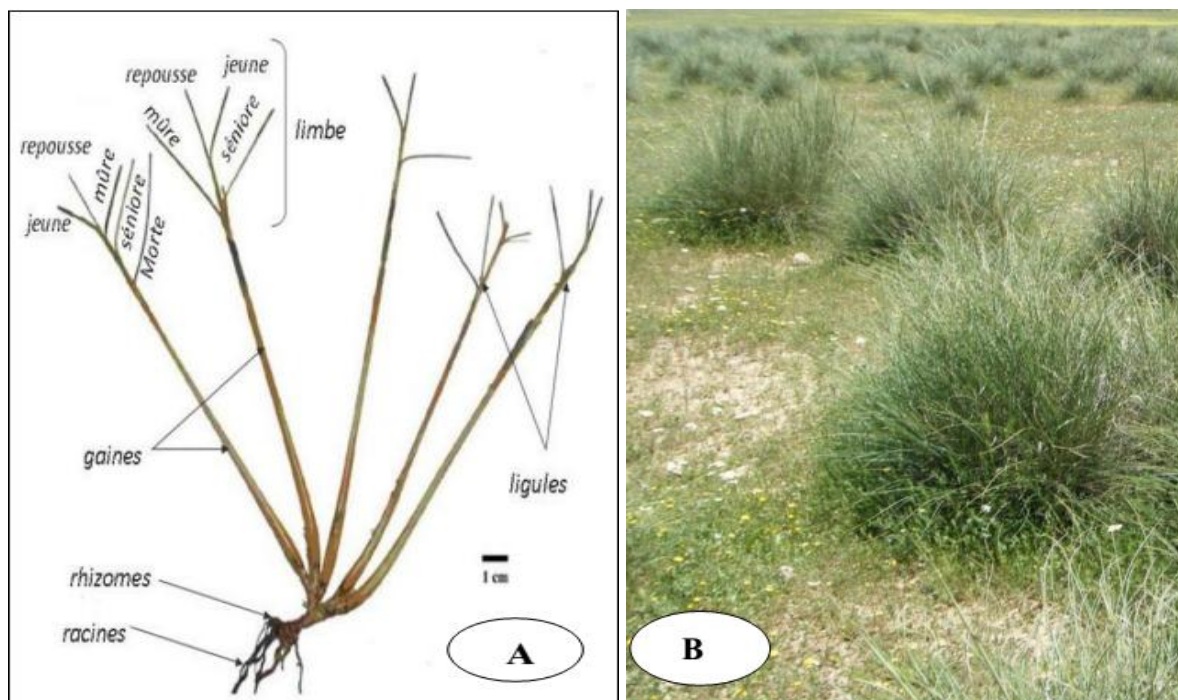 repousse
jeune
mûre
séniore
limbe
repousse
mûre
séniore
Morte
jeune
gaines
ligules
1 cm
rhizomes
racines
A
B